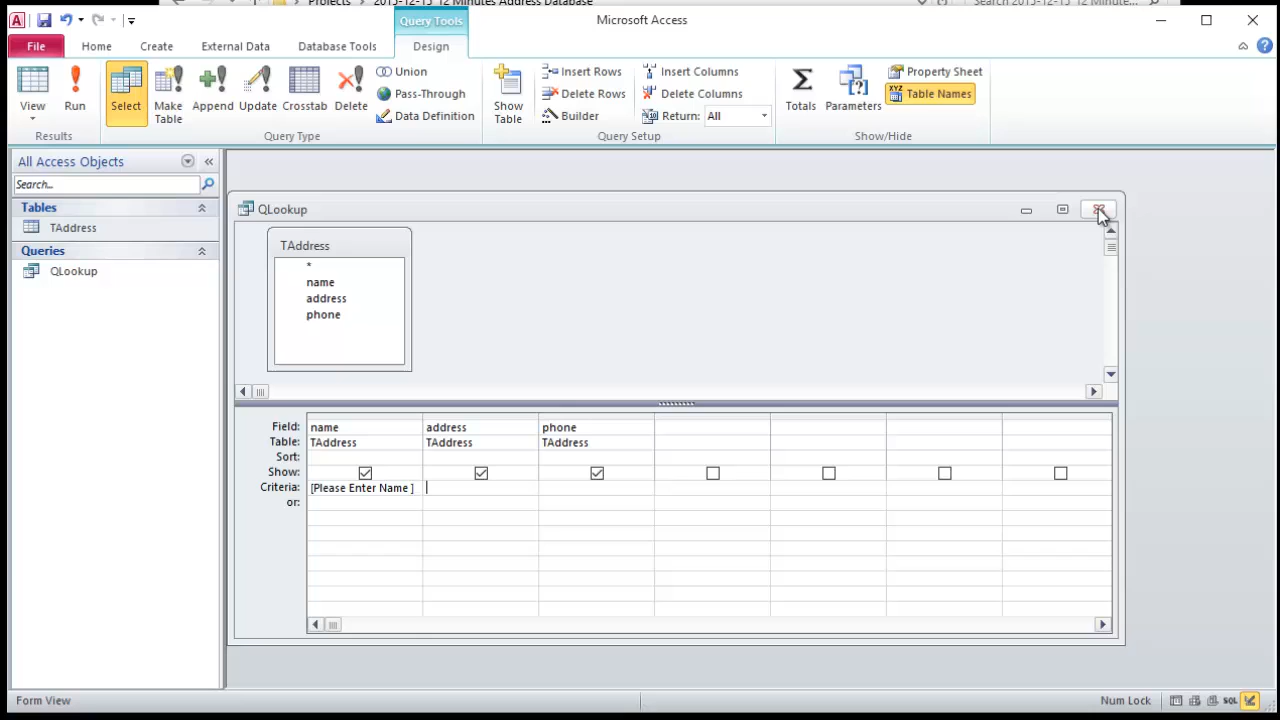 Projects 2015-12-15 12 Minutes Address Database Search 2015-12-15 12 Minute...
Query Tools Microsoft Access
File Home Create External Data Database Tools Design
View Run Select Make Table Append Update Crosstab Delete
Union
Pass-Through
Data Definition
Show Table
Insert Rows
Delete Rows
Builder
Insert Columns
Delete Columns
Return: All
Totals Parameters
Property Sheet
XYZ Table Names
Results Query Type Query Setup Show/Hide
All Access Objects
Search...
Tables
TAddress
Queries
QLookup
QLookup
TAddress
*
name
address
phone
Field: name address phone
Table: TAddress TAddress TAddress
Sort:
Show:
Criteria: [Please Enter Name ]
or:
Form View Num Lock SQL